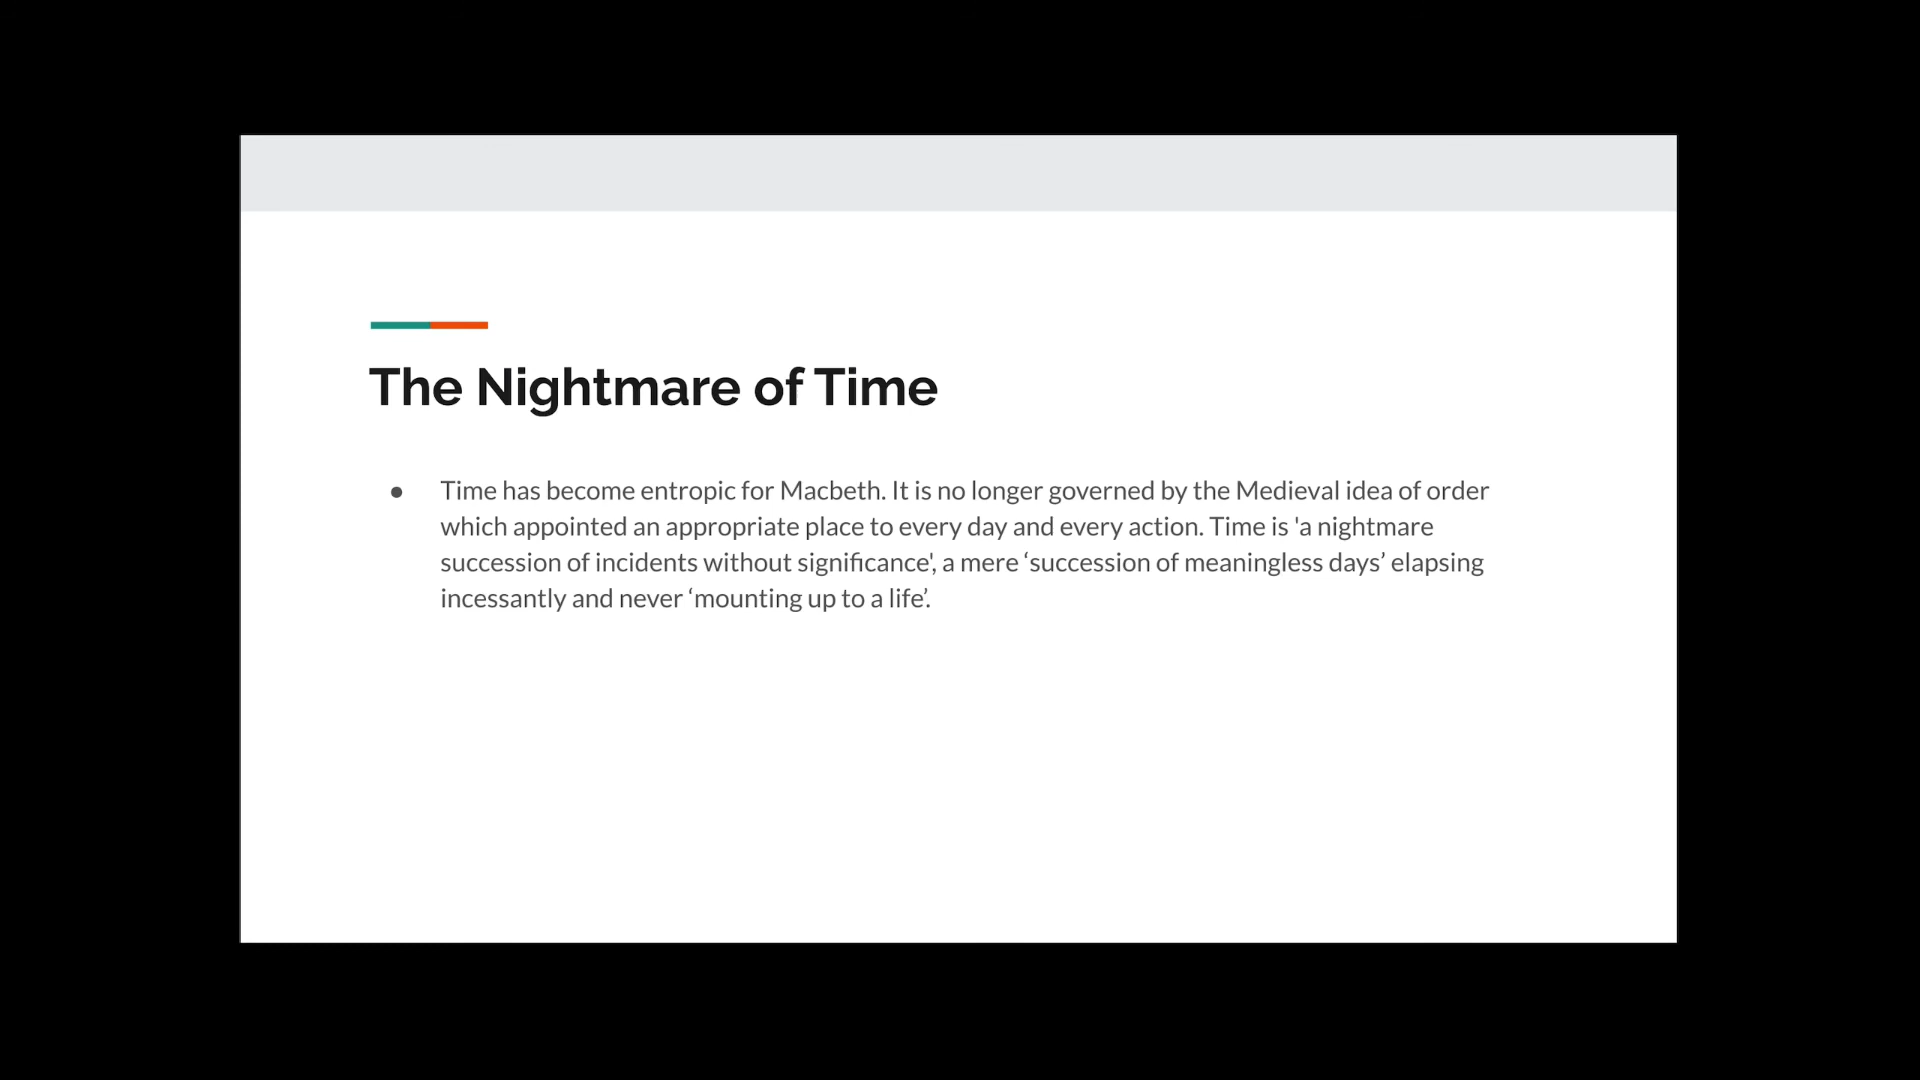 The Nightmare of Time
● Time has become entropic for Macbeth. It is no longer governed by the Medieval idea of order
which appointed an appropriate place to every day and every action. Time is 'a nightmare
succession of incidents without significance', a mere ‘succession of meaningless days’ elapsing
incessantly and never ‘mounting up to a life’.